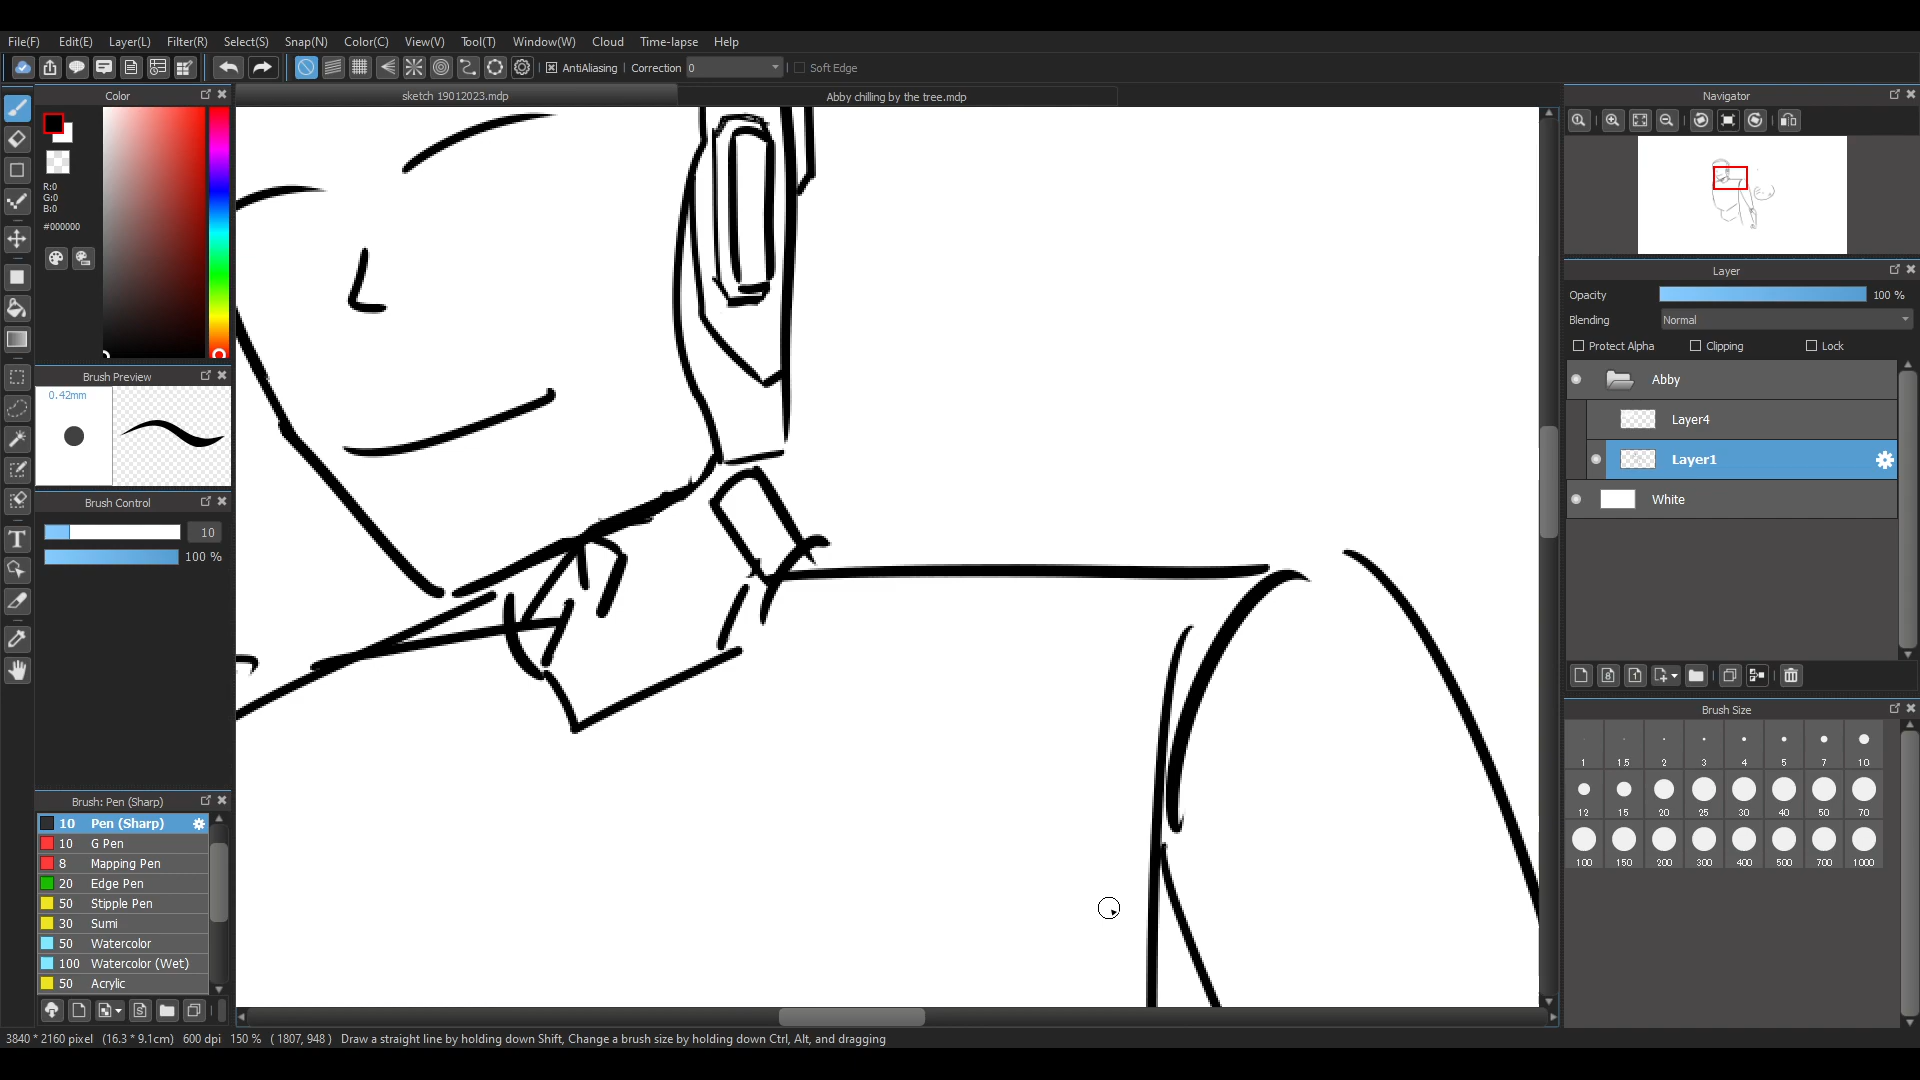 File(F) Edit(E) Layer(L) Filter(R) Select(S) Snap(N) Color(C) View(V) Tool(T) Window(W) Cloud Time-lapse Help
AntiAliasing Correction 0 Soft Edge
Color
sketch 19012023.mdp
Abby chilling by the tree.mdp
R:0
G:0
B:0
#000000
Brush Preview
0.42mm
Brush Control
10
100 %
Brush: Pen (Sharp)
10 Pen (Sharp)
10 G Pen
8 Mapping Pen
20 Edge Pen
50 Stipple Pen
30 Sumi
50 Watercolor
100 Watercolor (Wet)
50 Acrylic
Navigator
Layer
Opacity 100 %
Blending Normal
Protect Alpha Clipping Lock
Abby
Layer4
Layer1
White
Brush Size
1 1.5 2 3 4 5 7 10
12 15 20 25 30 40 50 70
100 150 200 300 400 500 700 1000
3840 * 2160 pixel (16.3 * 9.1cm) 600 dpi 150 % ( 1807, 948 ) Draw a straight line by holding down Shift, Change a brush size by holding down Ctrl, Alt, and dragging